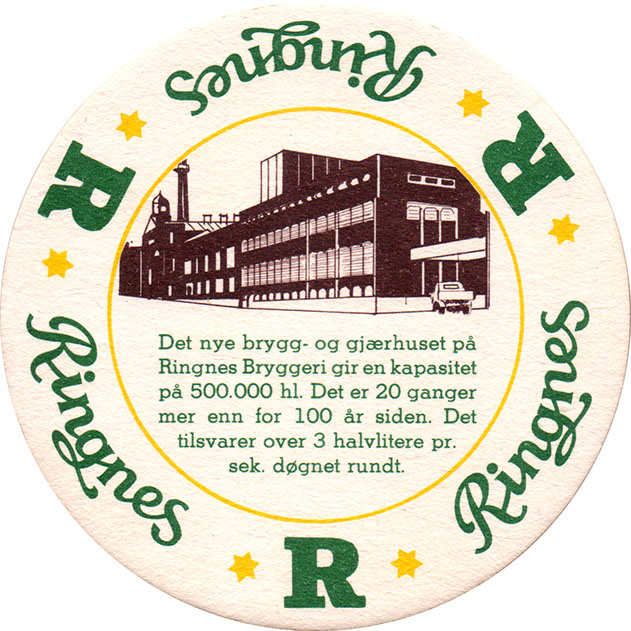 Ringnes
R
R
Det nye brygg- og gjærhuset på
Ringnes Bryggeri gir en kapasitet
på 500.000 hl. Det er 20 ganger
mer enn for 100 år siden. Det
tilsvarer over 3 halvlitere pr.
sek. døgnet rundt.
Ringnes
Ringnes
R